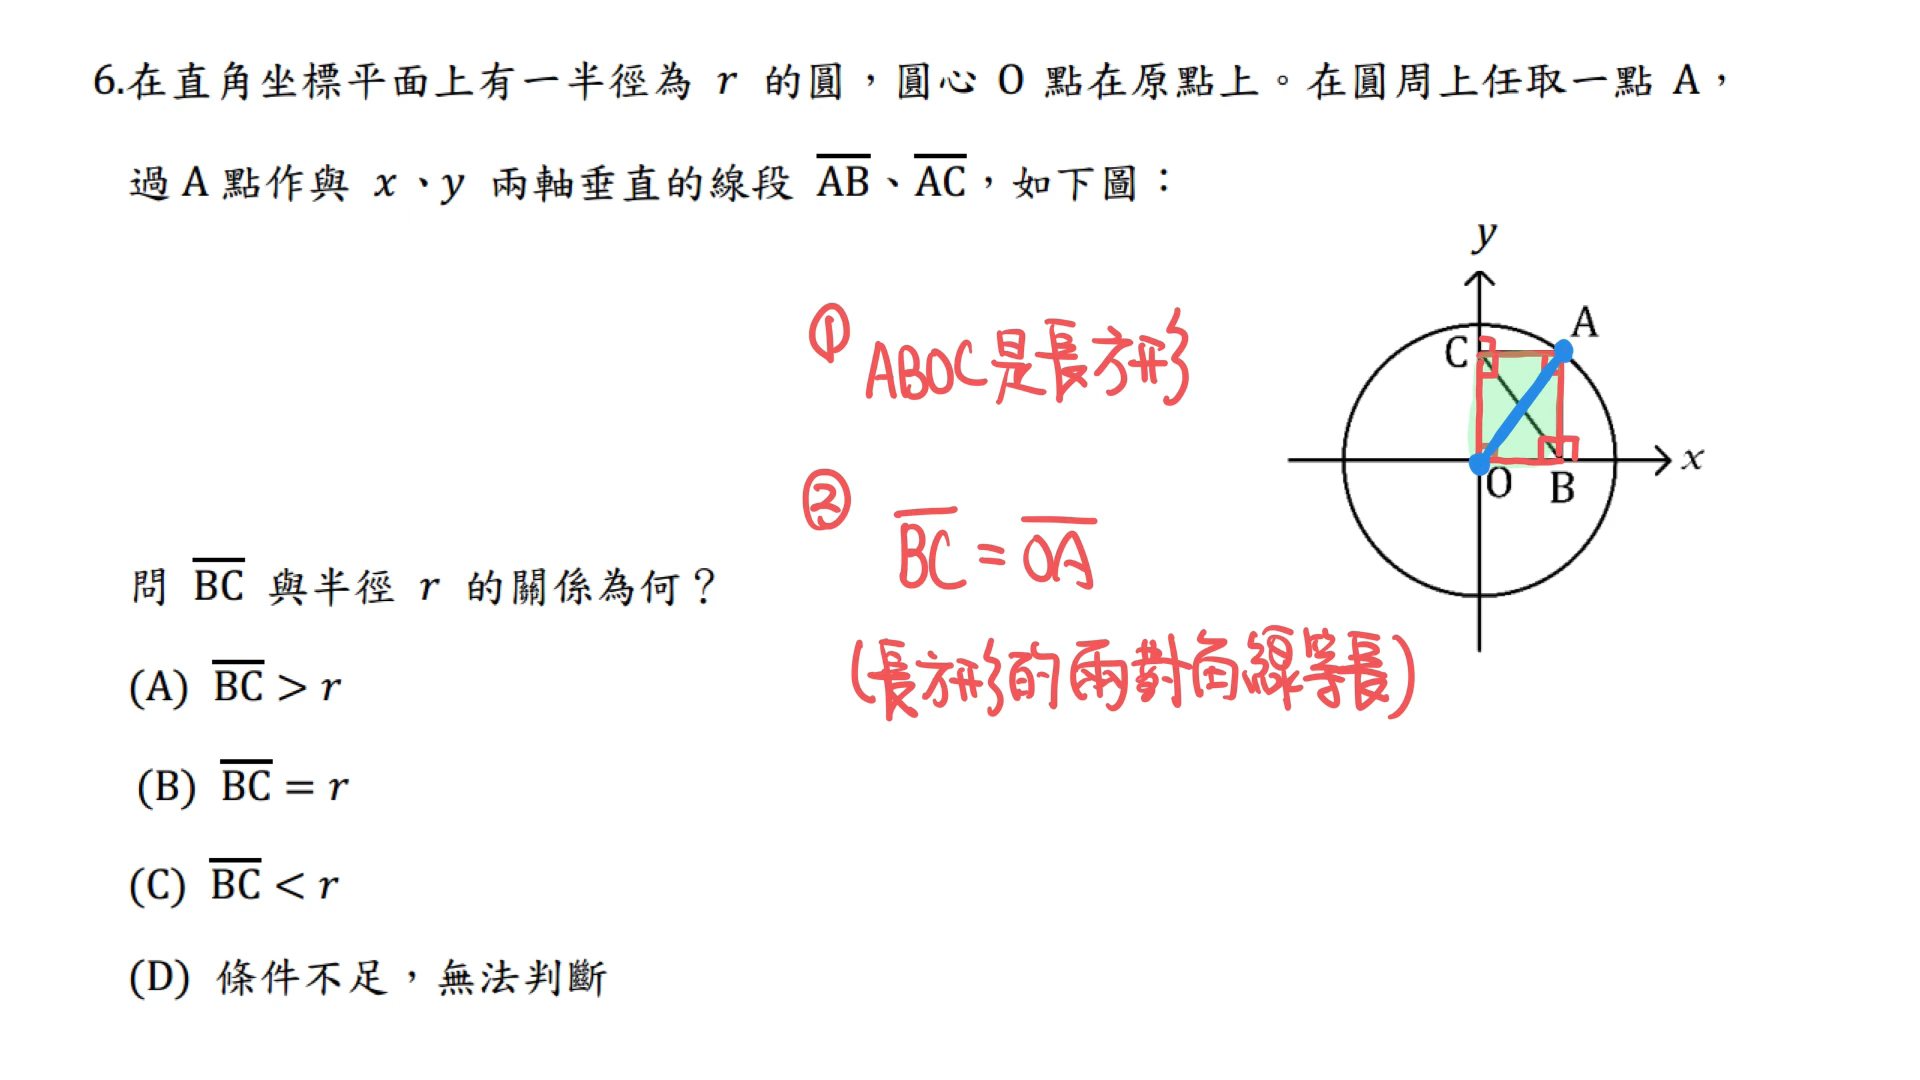 6.在直角坐標平面上有一半徑為 r 的圓，圓心 O 點在原點上。在圓周上任取一點 A，
過 A 點作與 x、y 兩軸垂直的線段 AB、AC，如下圖：
y
① ABOC是長方形
A
C
x
O
B
② BC = OA
問 BC 與半徑 r 的關係為何？
(長方形的兩對角線等長)
(A) BC > r
(B) BC = r
(C) BC < r
(D) 條件不足，無法判斷